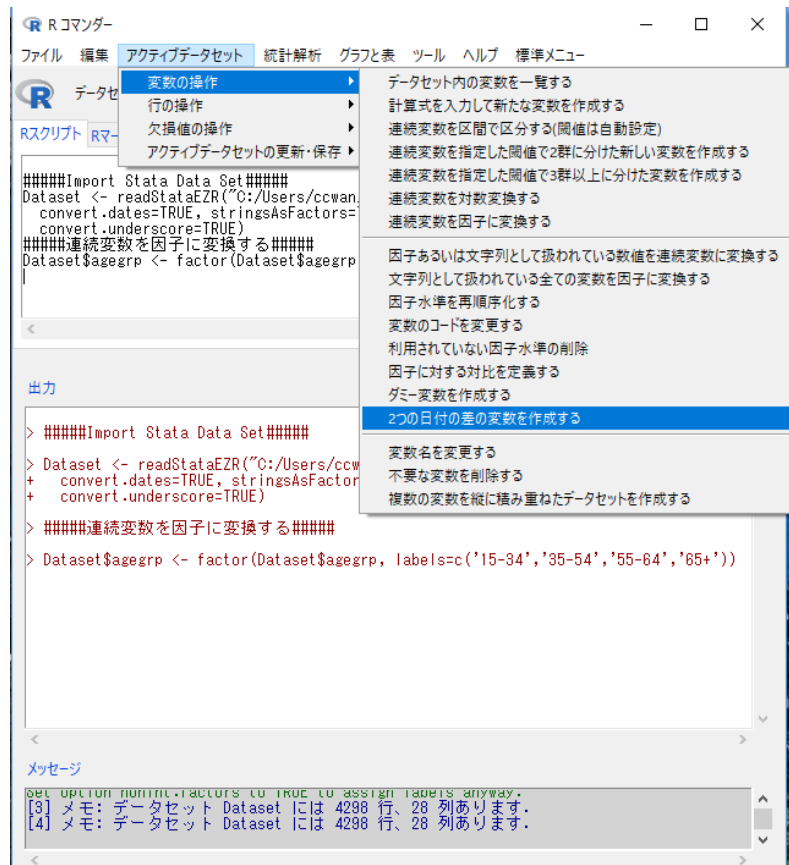 R コマンダー
ファイル 編集 アクティブデータセット 統計解析 グラフと表 ツール ヘルプ 標準メニュー
変数の操作
行の操作
欠損値の操作
アクティブデータセットの更新・保存
データセット内の変数を一覧する
計算式を入力して新たな変数を作成する
連続変数を区間で区分する(閾値は自動設定)
連続変数を指定した閾値で2群に分けた新しい変数を作成する
連続変数を指定した閾値で3群以上に分けた変数を作成する
連続変数を対数変換する
連続変数を因子に変換する
因子あるいは文字列として扱われている数値を連続変数に変換する
文字列として扱われている全ての変数を因子に変換する
因子水準を再順序化する
変数のコードを変更する
利用されていない因子水準の削除
因子に対する対比を定義する
ダミー変数を作成する
2つの日付の差の変数を作成する
変数名を変更する
不要な変数を削除する
複数の変数を縦に積み重ねたデータセットを作成する
R データセ
Rスクリプト Rマー
#####Import Stata Data Set#####
Dataset <- readStataEZR("C:/Users/ccwan
convert.dates=TRUE, stringsAsFactors=
convert.underscore=TRUE)
#####連続変数を因子に変換する#####
Dataset$agegrp <- factor(Dataset$agegrp
出力
> #####Import Stata Data Set#####
> Dataset <- readStataEZR("C:/Users/ccw
+ convert.dates=TRUE, stringsAsFactor
+ convert.underscore=TRUE)
> #####連続変数を因子に変換する#####
> Dataset$agegrp <- factor(Dataset$agegrp, labels=c('15-34','35-54','55-64','65+'))
メッセージ
set option nonint.factors to TRUE to assign labels anyway.
[3] メモ: データセット Dataset には 4298 行、28 列あります.
[4] メモ: データセット Dataset には 4298 行、28 列あります.